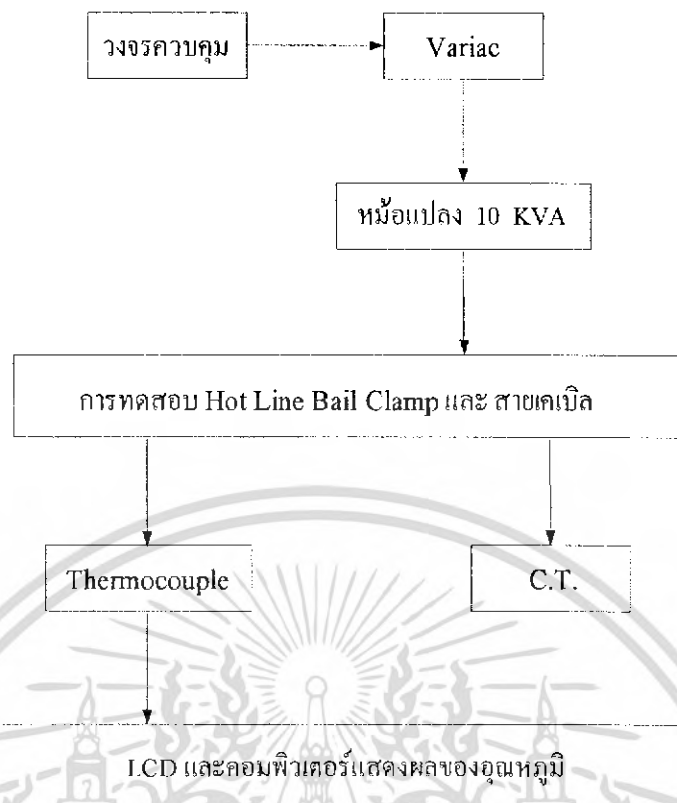 วงจรควบคุม
Variac
หม้อแปลง 10 KVA
การทดสอบ Hot Line Bail Clamp และ สายเคเบิล
Thermocouple
C.T.
LCD และคอมพิวเตอร์แสดงผลของอุณหภูมิ